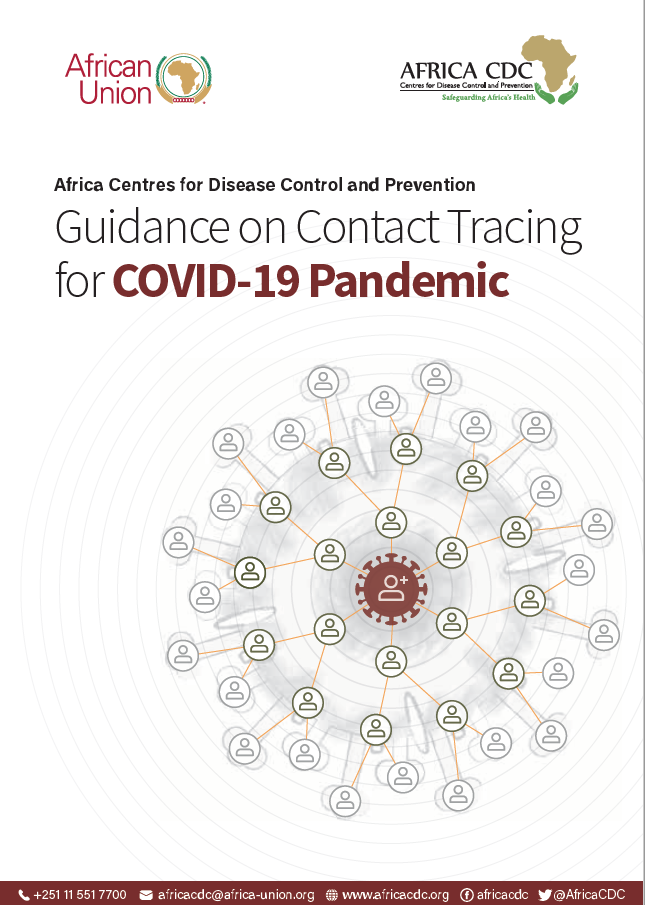 African
Union
AFRICA CDC
Centres for Disease Control and Prevention
Safeguarding Africa's Health
Africa Centres for Disease Control and Prevention
Guidance on Contact Tracing
for COVID-19 Pandemic
+251 11 551 7700 africacdc@africa-union.org www.africacdc.org africacdc @AfricaCDC